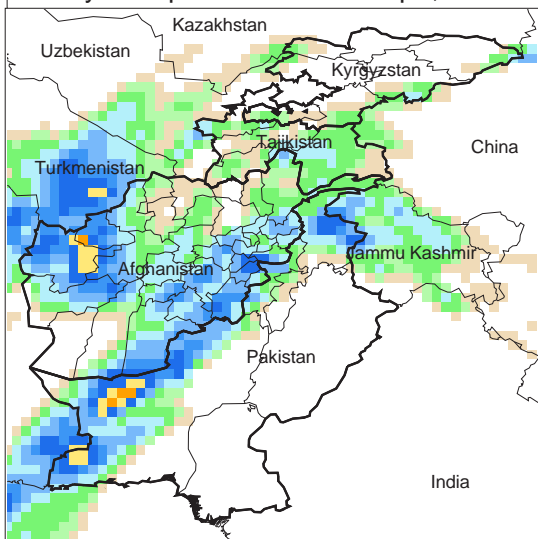 Kazakhstan
Uzbekistan
Kyrgyzstan
Tajikistan
China
Turkmenistan
Jammu Kashmir
Afghanistan
Pakistan
India